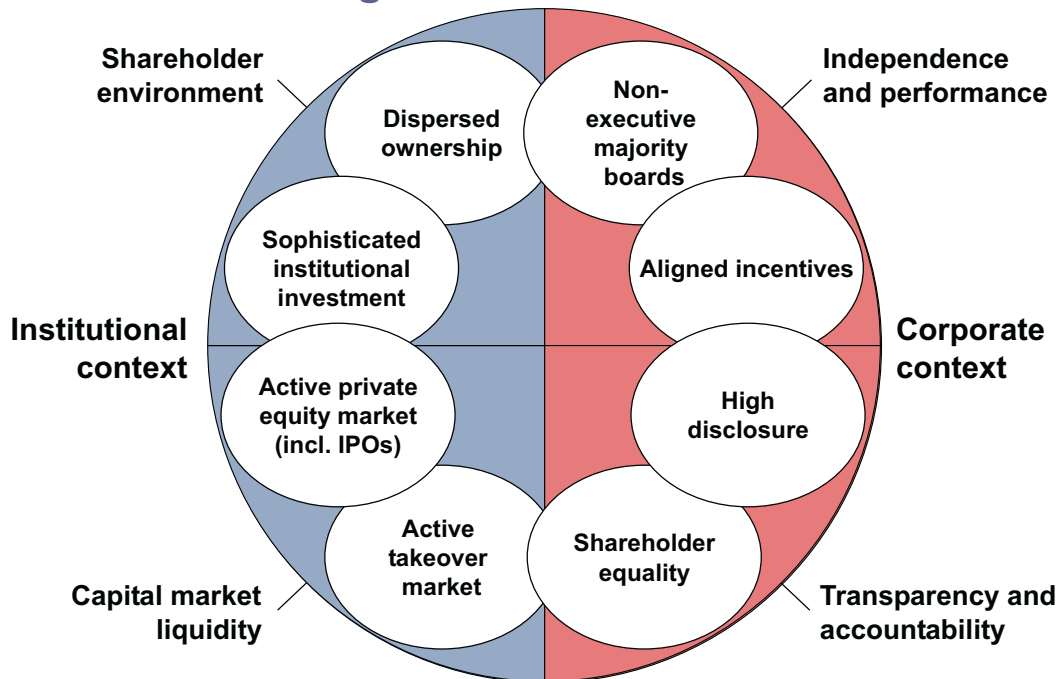 Shareholder
environment
Independence
and performance
Dispersed
ownership
Non-
executive
majority
boards
Sophisticated
institutional
investment
Aligned incentives
Institutional
context
Corporate
context
Active private
equity market
(incl. IPOs)
High
disclosure
Active
takeover
market
Shareholder
equality
Capital market
liquidity
Transparency and
accountability